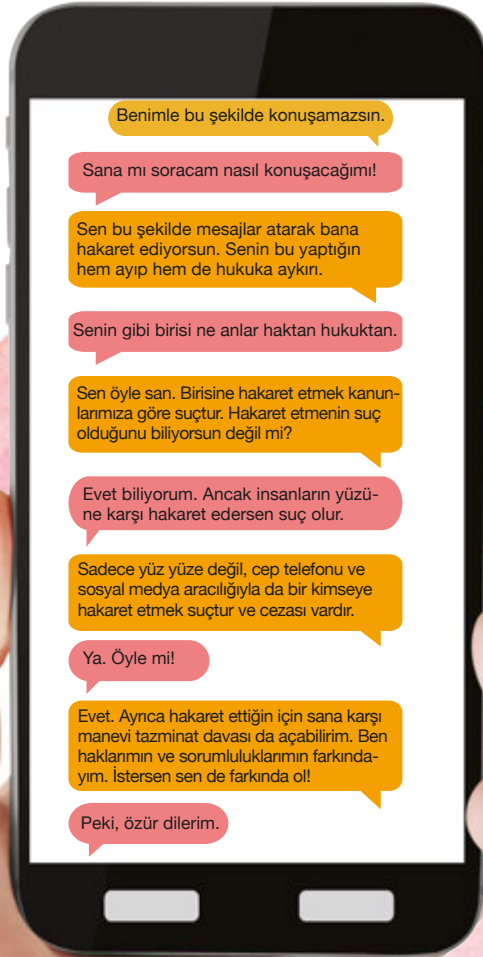 Benimle bu şekilde konuşamazsın.
Sana mı soracam nasıl konuşacağımı!
Sen bu şekilde mesajlar atarak bana
hakaret ediyorsun. Senin bu yaptığın
hem ayıp hem de hukuka aykırı.
Senin gibi birisi ne anlar haktan hukuktan.
Sen öyle san. Birisine hakaret etmek kanun-
larımıza göre suçtur. Hakaret etmenin suç
olduğunu biliyorsun değil mi?
Evet biliyorum. Ancak insanların yüzü-
ne karşı hakaret edersen suç olur.
Sadece yüz yüze değil, cep telefonu ve
sosyal medya aracılığıyla da bir kimseye
hakaret etmek suçtur ve cezası vardır.
Ya. Öyle mi!
Evet. Ayrıca hakaret ettiğin için sana karşı
manevi tazminat davası da açabilirim. Ben
haklarımın ve sorumluluklarımın farkında-
yım. İstersen sen de farkında ol!
Peki, özür dilerim.